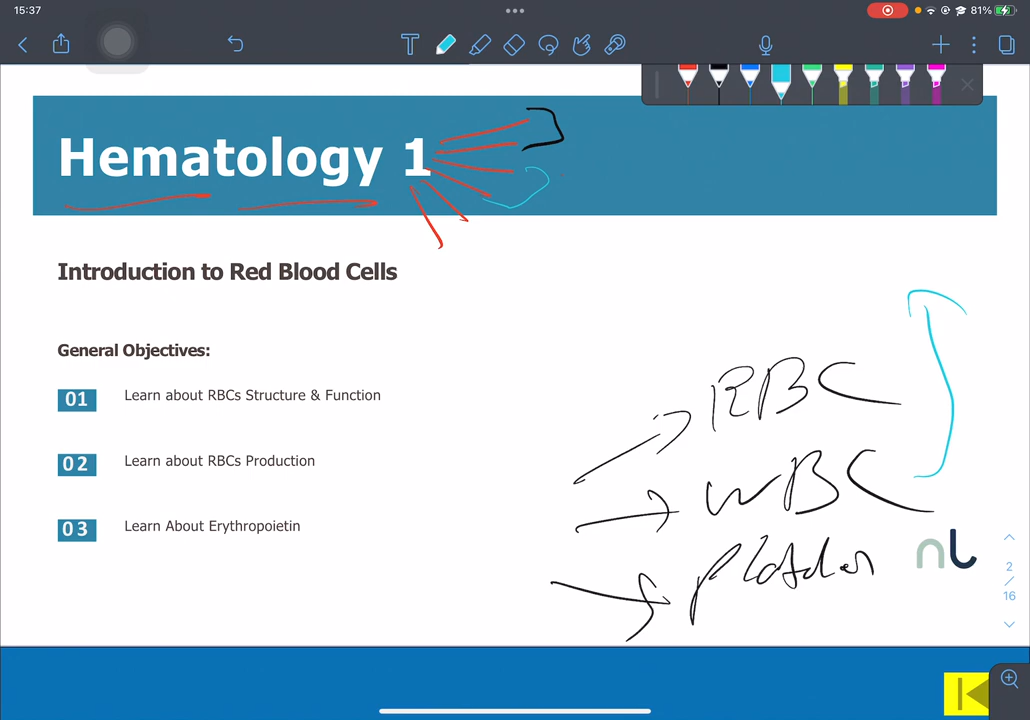 15:37
81%
Hematology 1
Introduction to Red Blood Cells
General Objectives:
01 Learn about RBCs Structure & Function
02 Learn about RBCs Production
03 Learn About Erythropoietin
RBC
WBC
nl
2
/
16